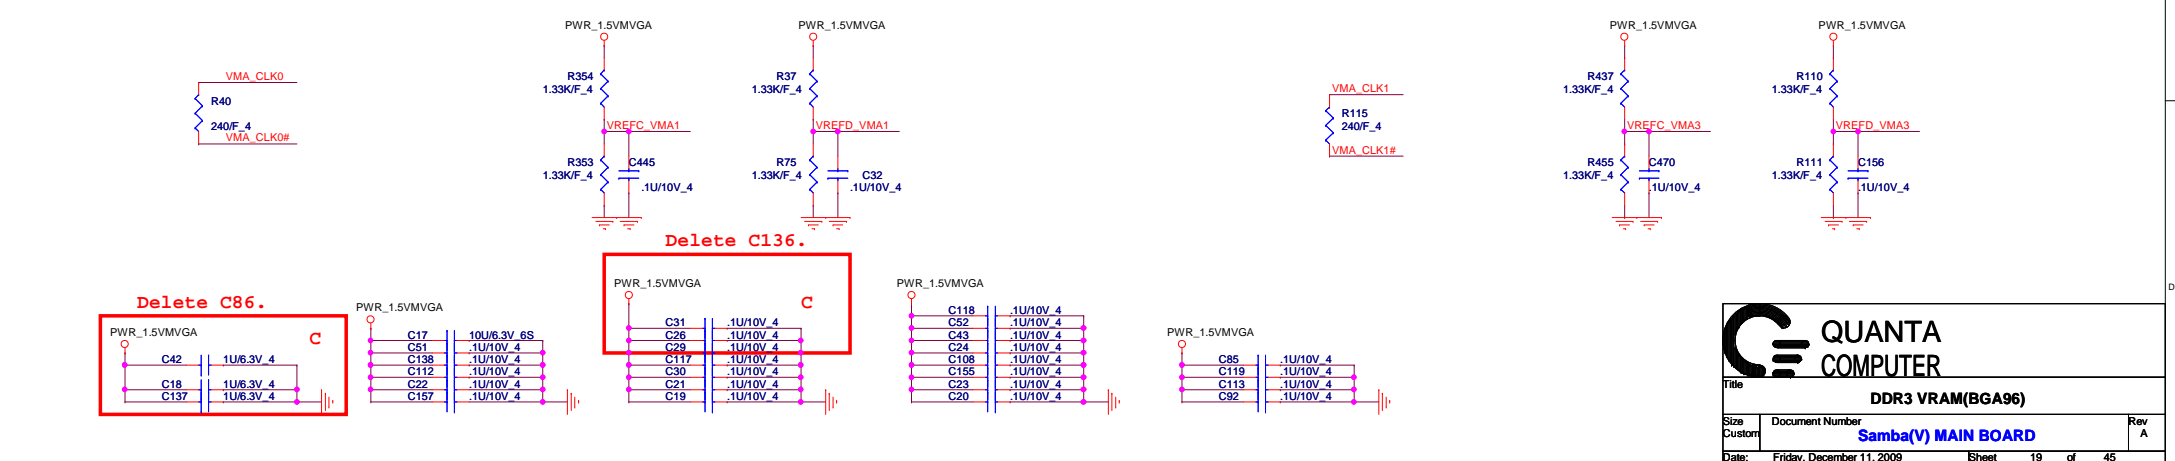 PWR_1.5VMVGA
PWR_1.5VMVGA
PWR_1.5VMVGA
PWR_1.5VMVGA
VMA_CLK0
R40
240/F_4
VMA_CLK0#
R354
1.33K/F_4
VREFC_VMA1
R353
1.33K/F_4
C445
.1U/10V_4
R37
1.33K/F_4
VREFD_VMA1
R75
1.33K/F_4
C32
.1U/10V_4
VMA_CLK1
R115
240/F_4
VMA_CLK1#
R437
1.33K/F_4
VREFC_VMA3
R455
1.33K/F_4
C470
.1U/10V_4
R110
1.33K/F_4
VREFD_VMA3
R111
1.33K/F_4
C156
.1U/10V_4
Delete C86.
PWR_1.5VMVGA
C
C42 1U/6.3V_4
C18 1U/6.3V_4
C137 1U/6.3V_4
PWR_1.5VMVGA
C17 10U/6.3V_6S
C51 .1U/10V_4
C138 .1U/10V_4
C112 .1U/10V_4
C22 .1U/10V_4
C157 .1U/10V_4
Delete C136.
PWR_1.5VMVGA
C
C31 .1U/10V_4
C26 .1U/10V_4
C29 .1U/10V_4
C117 .1U/10V_4
C30 .1U/10V_4
C21 .1U/10V_4
C19 .1U/10V_4
PWR_1.5VMVGA
C118 .1U/10V_4
C52 .1U/10V_4
C43 .1U/10V_4
C24 .1U/10V_4
C108 .1U/10V_4
C155 .1U/10V_4
C23 .1U/10V_4
C20 .1U/10V_4
PWR_1.5VMVGA
C85 .1U/10V_4
C119 .1U/10V_4
C113 .1U/10V_4
C92 .1U/10V_4
D
QUANTA
COMPUTER
Title
DDR3 VRAM(BGA96)
Size Document Number Rev
Custom Samba(V) MAIN BOARD A
Date: Friday, December 11, 2009 Sheet 19 of 45